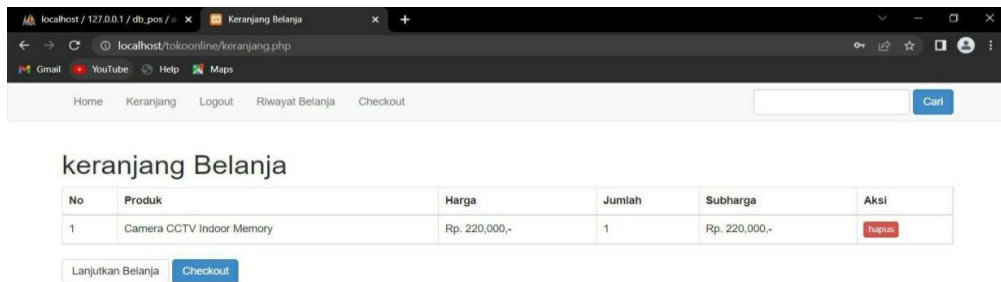 localhost / 127.0.0.1 / db_pos /
Keranjang Belanja
localhost/tokoonline/keranjang.php
Gmail YouTube Help Maps
Home Keranjang Logout Riwayat Belanja Checkout Cari
keranjang Belanja
No Produk Harga Jumlah Subharga Aksi
1 Camera CCTV Indoor Memory Rp. 220,000,- 1 Rp. 220,000,- hapus
Lanjutkan Belanja Checkout